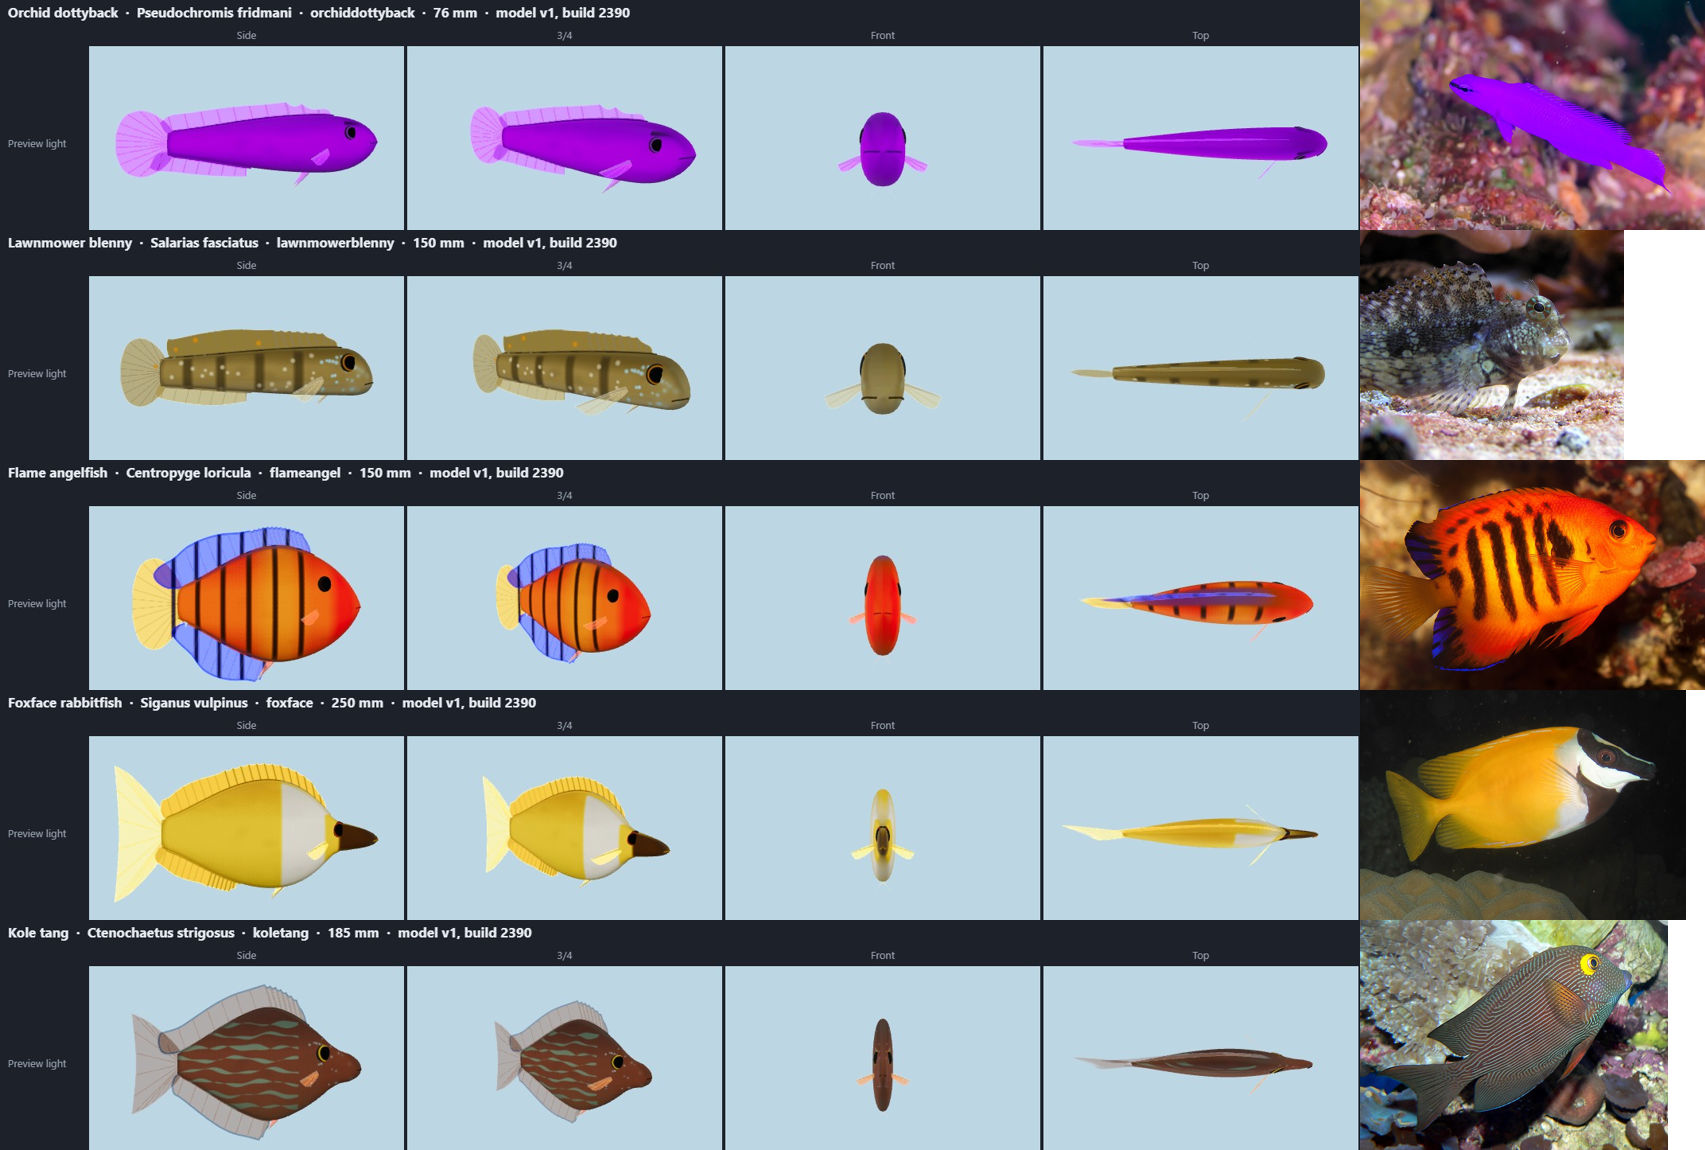 Orchid dottyback · Pseudochromis fridmani · orchiddottyback · 76 mm · model v1, build 2390
Side 3/4 Front Top
Preview light
Lawnmower blenny · Salarias fasciatus · lawnmowerblenny · 150 mm · model v1, build 2390
Side 3/4 Front Top
Preview light
Flame angelfish · Centropyge loricula · flameangel · 150 mm · model v1, build 2390
Side 3/4 Front Top
Preview light
Foxface rabbitfish · Siganus vulpinus · foxface · 250 mm · model v1, build 2390
Side 3/4 Front Top
Preview light
Kole tang · Ctenochaetus strigosus · koletang · 185 mm · model v1, build 2390
Side 3/4 Front Top
Preview light